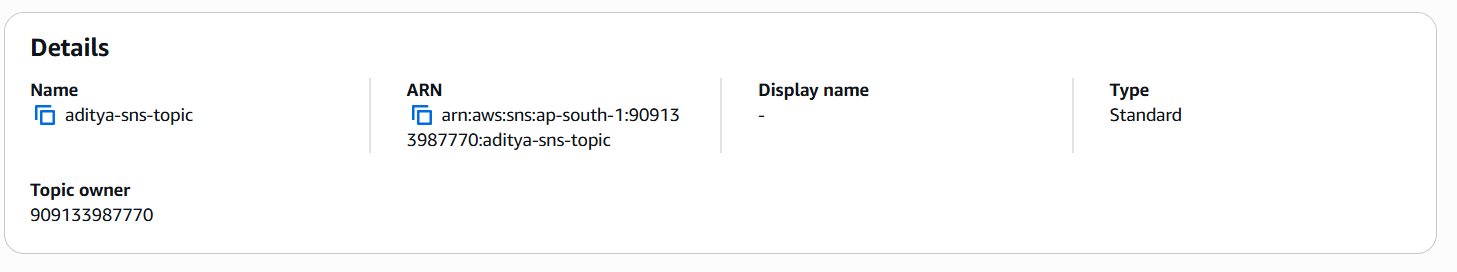 Details
Name
aditya-sns-topic
ARN
arn:aws:sns:ap-south-1:90913
3987770:aditya-sns-topic
Display name
-
Type
Standard
Topic owner
909133987770